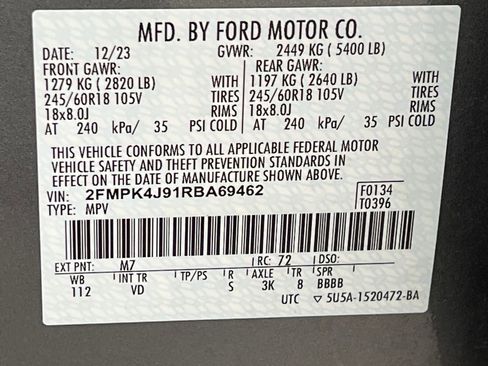 MFD. BY FORD MOTOR CO.
DATE: 12/23 GVWR: 2449 KG ( 5400 LB)
FRONT GAWR: REAR GAWR:
1279 KG ( 2820 LB) WITH 1197 KG ( 2640 LB) WITH
245/60R18 105V TIRES 245/60R18 105V TIRES
18x8.0J RIMS 18x8.0J RIMS
AT 240 kPa/ 35 PSI COLD AT 240 kPa/ 35 PSI COLD
THIS VEHICLE CONFORMS TO ALL APPLICABLE FEDERAL MOTOR
VEHICLE SAFETY AND THEFT PREVENTION STANDARDS IN
EFFECT ON THE DATE OF MANUFACTURE SHOWN ABOVE.
VIN: 2FMPK4J91RBA69462 F0134
TYPE: MPV T0396
EXT PNT: M7 RC: 72 DSO:
WB INT TR TP/PS R AXLE TR SPR
112 VD S 3K 8 BBBB
UTC ▽ 5U5A-1520472-BA